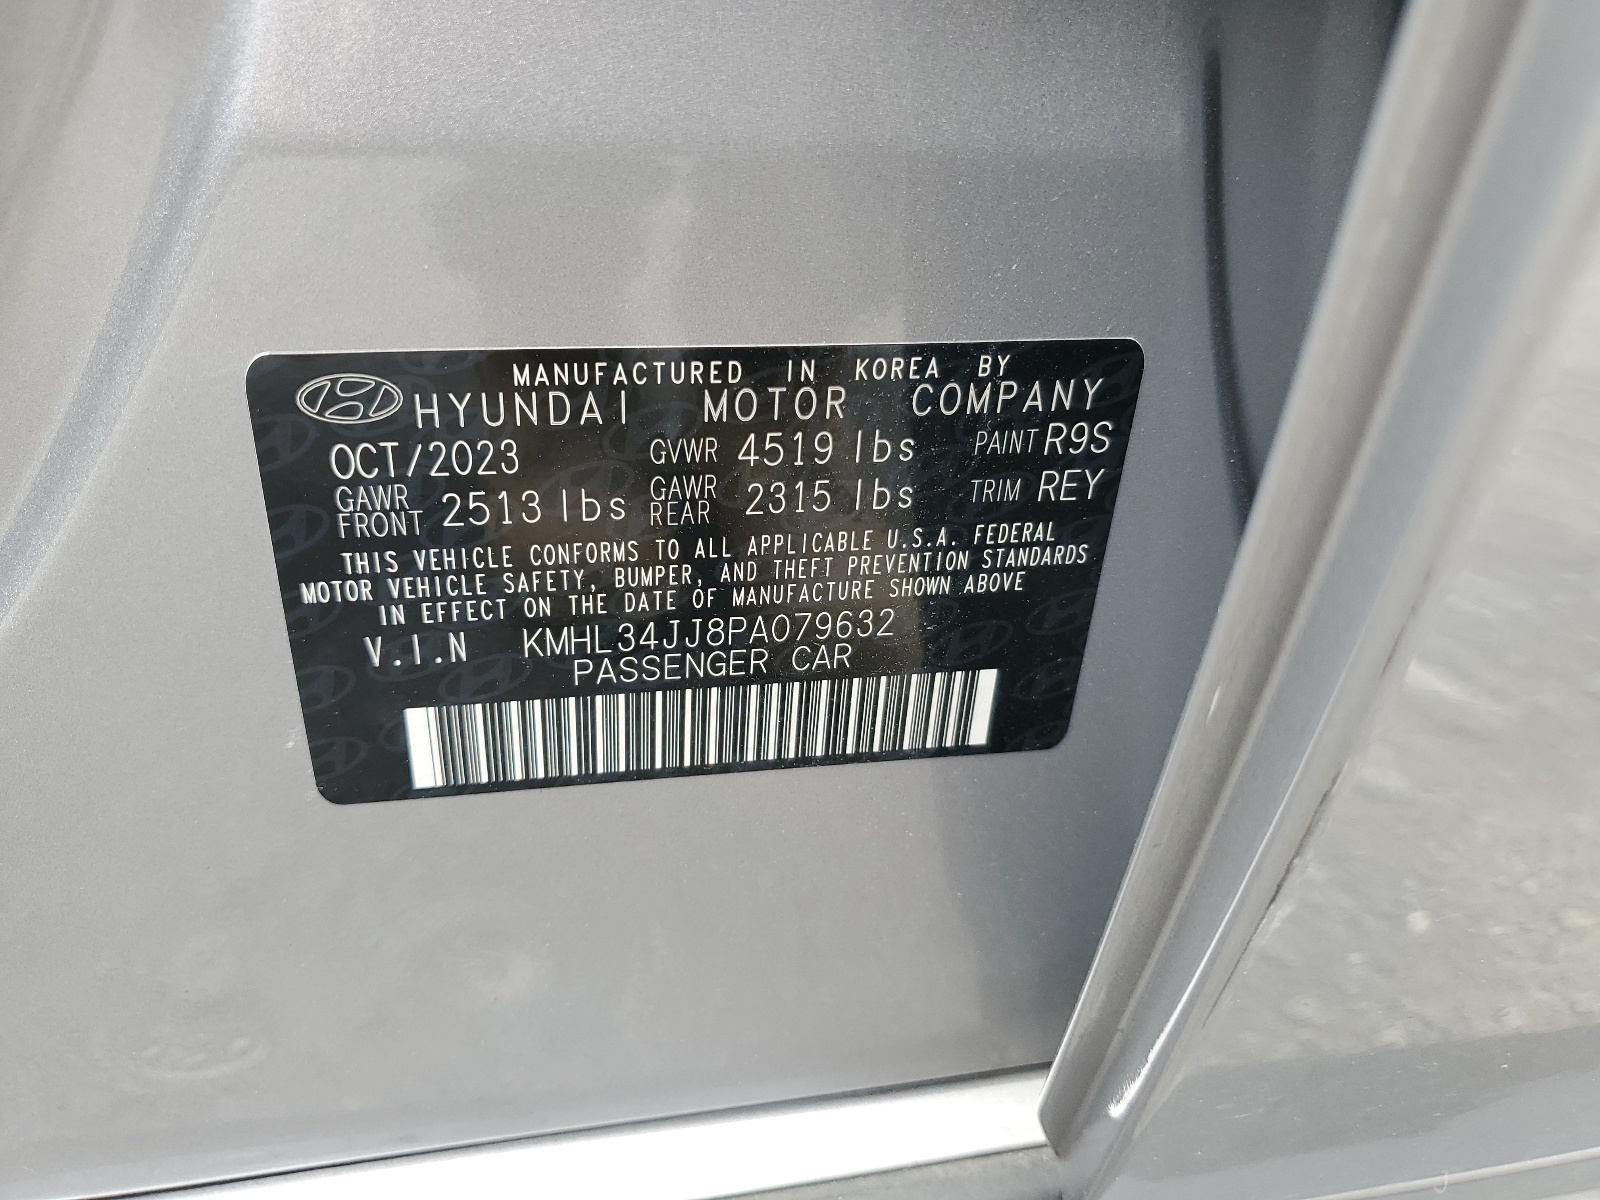 MANUFACTURED IN KOREA BY
HYUNDAI MOTOR COMPANY
OCT/2023 GVWR 4519 lbs PAINT R9S
GAWR FRONT 2513 lbs GAWR REAR 2315 lbs TRIM REY
THIS VEHICLE CONFORMS TO ALL APPLICABLE U.S.A. FEDERAL
MOTOR VEHICLE SAFETY, BUMPER, AND THEFT PREVENTION STANDARDS
IN EFFECT ON THE DATE OF MANUFACTURE SHOWN ABOVE
V.I.N KMHL34JJ8PA079632
PASSENGER CAR